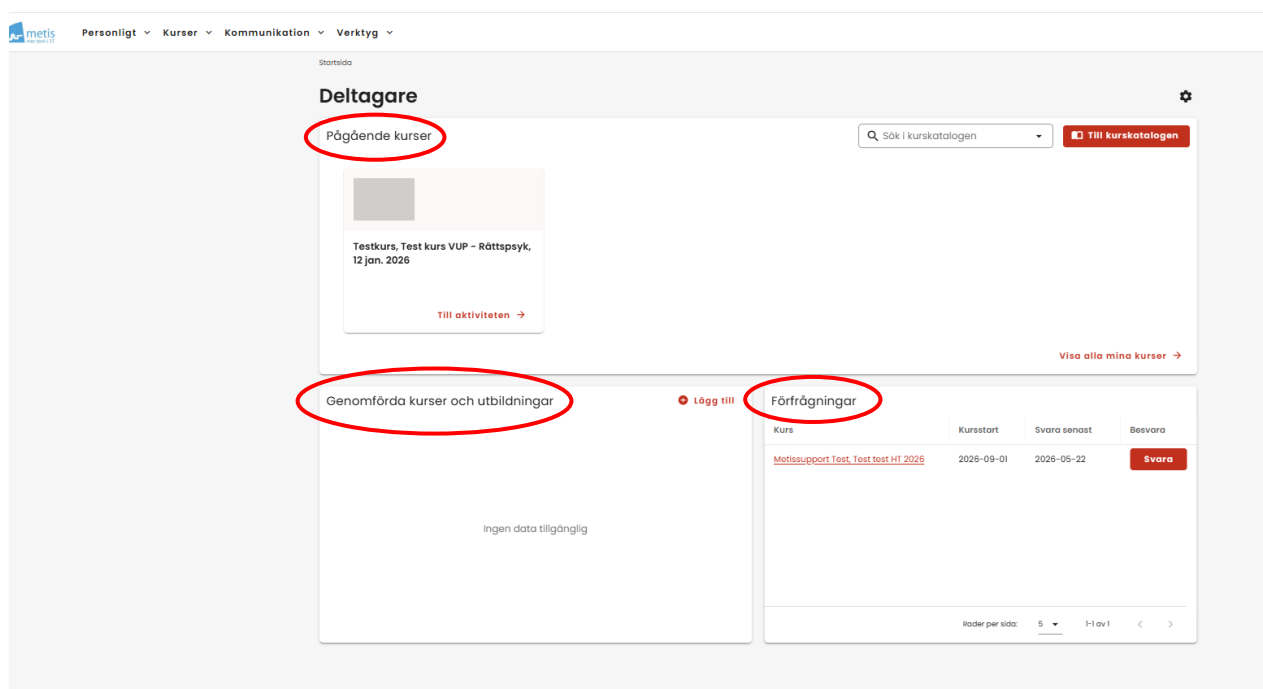 metis
Personligt Kurser Kommunikation Verktyg
Startsida
Deltagare
Pågående kurser
Sök i kurskatalogen
Till kurskatalogen
Testkurs, Test kurs VUP - Rättspsyk,
12 jan. 2026
Till aktiviteten →
Visa alla mina kurser →
Genomförda kurser och utbildningar
Lägg till
Ingen data tillgänglig
Förfrågningar
Kurs Kursstart Svara senast Besvara
Metissupport Test, Test test HT 2026 2026-09-01 2026-05-22 Svara
Rader per sida: 5 1-1 av 1